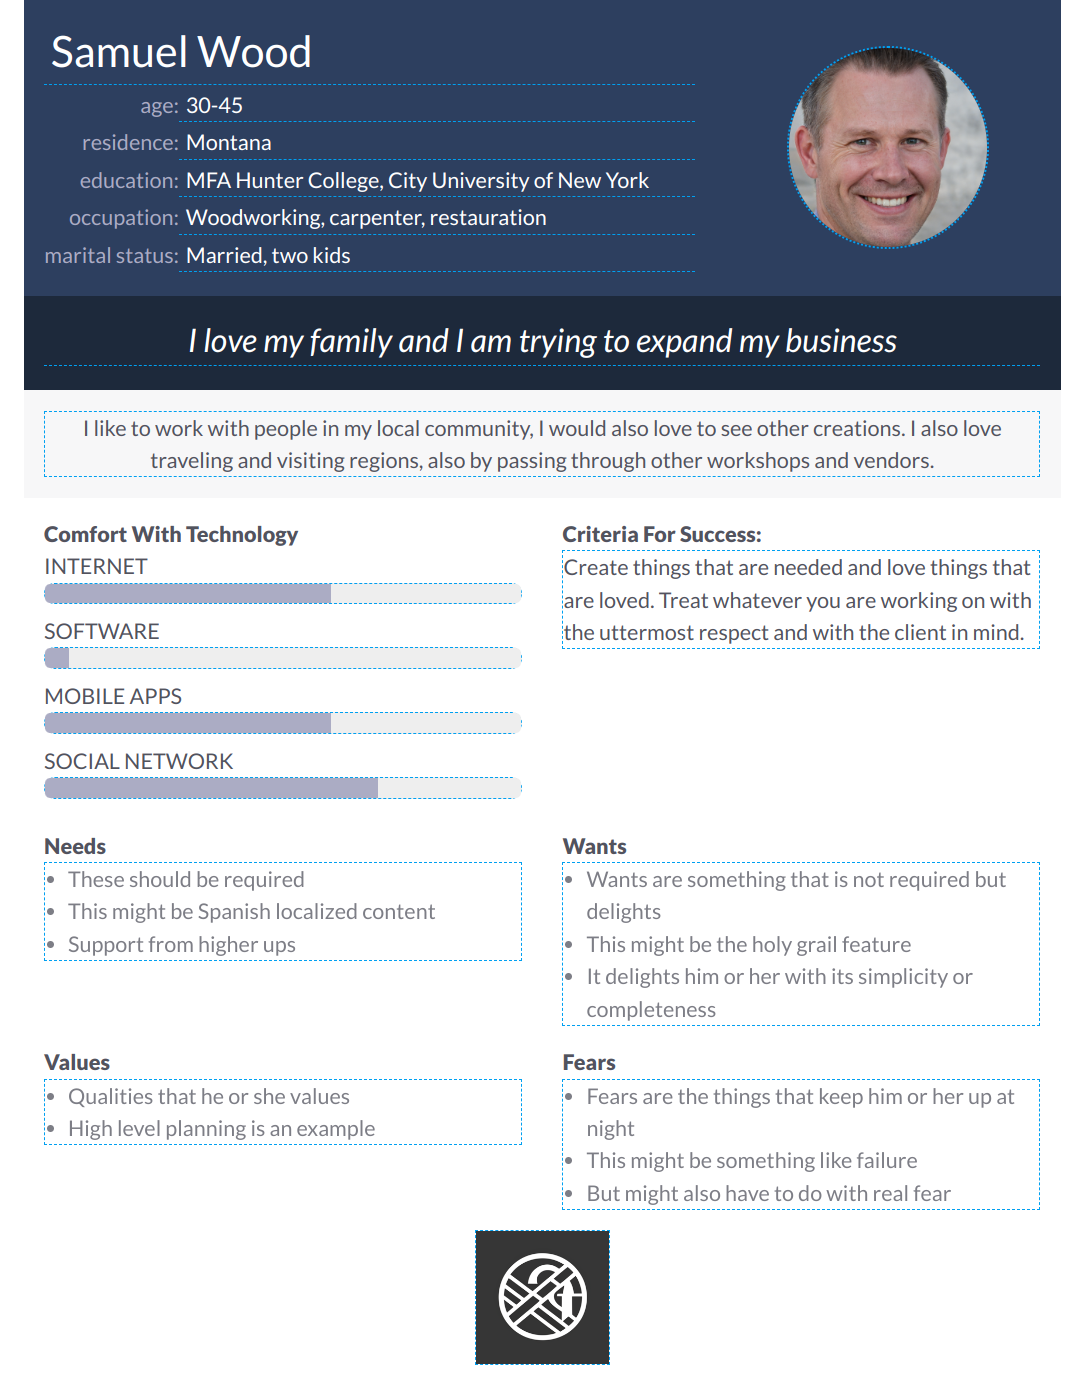 Samuel Wood
age: 30-45
residence: Montana
education: MFA Hunter College, City University of New York
occupation: Woodworking, carpenter, restauration
marital status: Married, two kids
I love my family and I am trying to expand my business
I like to work with people in my local community, I would also love to see other creations. I also love
traveling and visiting regions, also by passing through other workshops and vendors.
Comfort With Technology
INTERNET
SOFTWARE
MOBILE APPS
SOCIAL NETWORK
Criteria For Success:
Create things that are needed and love things that
are loved. Treat whatever you are working on with
the uttermost respect and with the client in mind.
Needs
• These should be required
• This might be Spanish localized content
• Support from higher ups
Wants
• Wants are something that is not required but
delights
• This might be the holy grail feature
• It delights him or her with its simplicity or
completeness
Values
• Qualities that he or she values
• High level planning is an example
Fears
• Fears are the things that keep him or her up at
night
• This might be something like failure
• But might also have to do with real fear